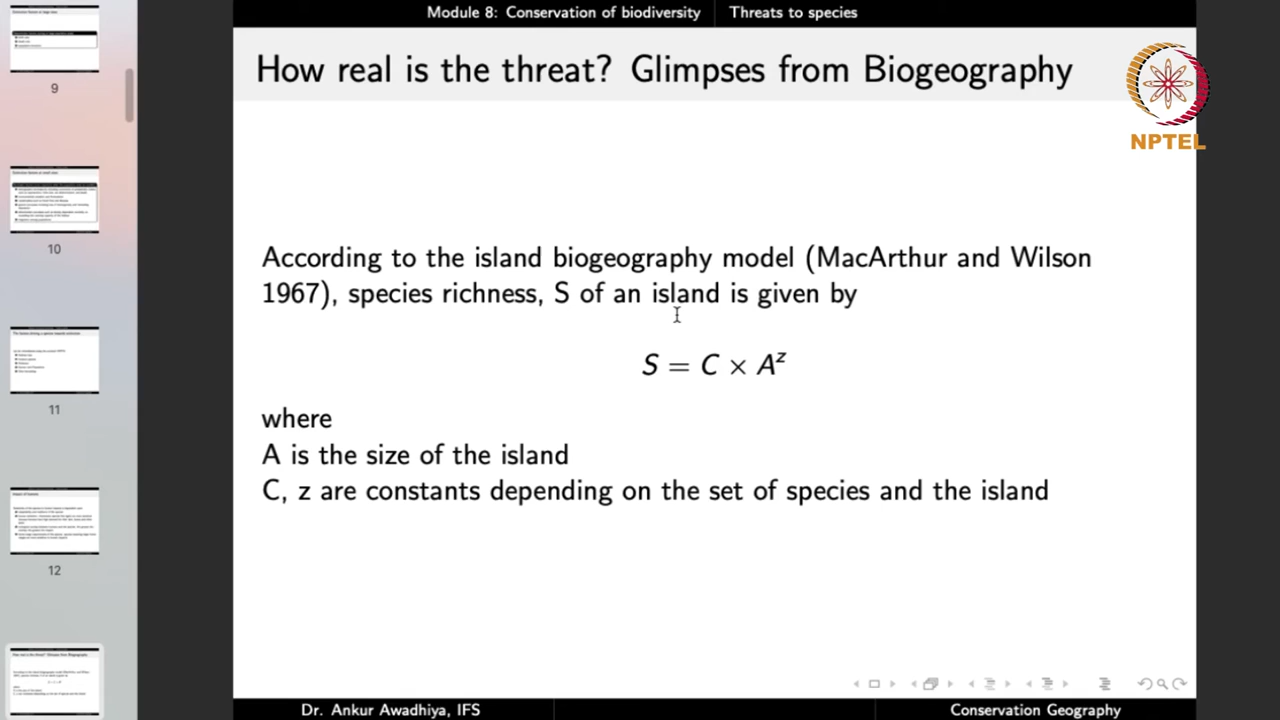 Module 8: Conservation of biodiversity Threats to species
How real is the threat? Glimpses from Biogeography
NPTEL
According to the island biogeography model (MacArthur and Wilson
1967), species richness, S of an island is given by
S = C × A^z
where
A is the size of the island
C, z are constants depending on the set of species and the island
Dr. Ankur Awadhiya, IFS Conservation Geography
9
10
11
12